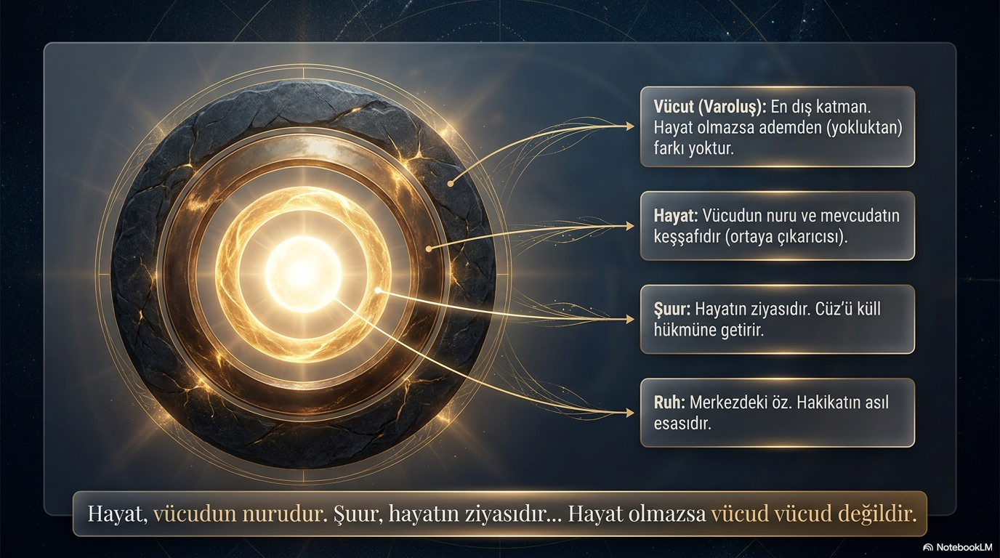 Vücut (Varoluş): En dış katman.
Hayat olmazsa ademden (yokluktan)
farkı yoktur.
Hayat: Vücudun nuru ve mevcudatın
keşşafıdır (ortaya çıkarıcısı).
Şuur: Hayatın ziyasıdır. Cüz’ü küll
hükmüne getirir.
Ruh: Merkezdeki öz. Hakikatın asıl
esasıdır.
Hayat, vücudun nurudur. Şuur, hayatın ziyasıdır... Hayat olmazsa vücud vücud değildir.
NotebookLM